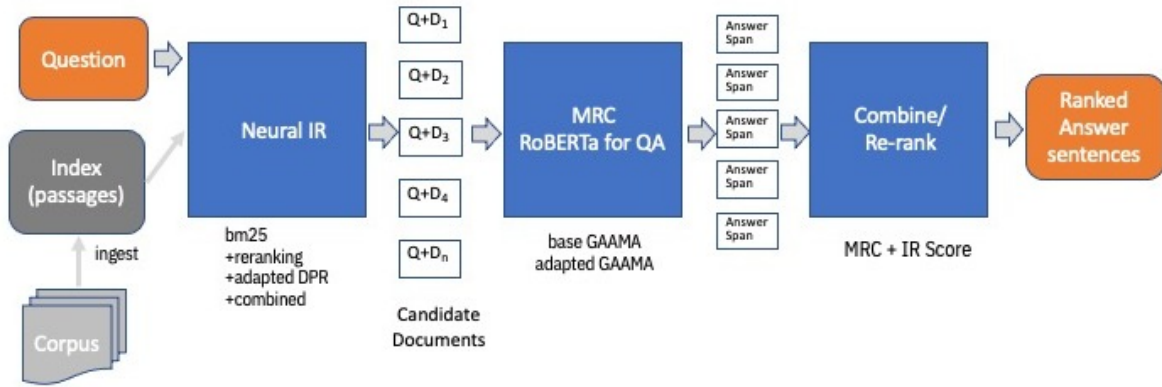 Question
Index
(passages)
ingest
Corpus
Neural IR
bm25
+reranking
+adapted DPR
+combined
Q+D₁
Q+D₂
Q+D₃
Q+D₄
Q+Dₙ
Candidate
Documents
MRC
RoBERTa for QA
base GAAMA
adapted GAAMA
Answer
Span
Answer
Span
Answer
Span
Answer
Span
Answer
Span
Combine/
Re-rank
MRC + IR Score
Ranked
Answer
sentences